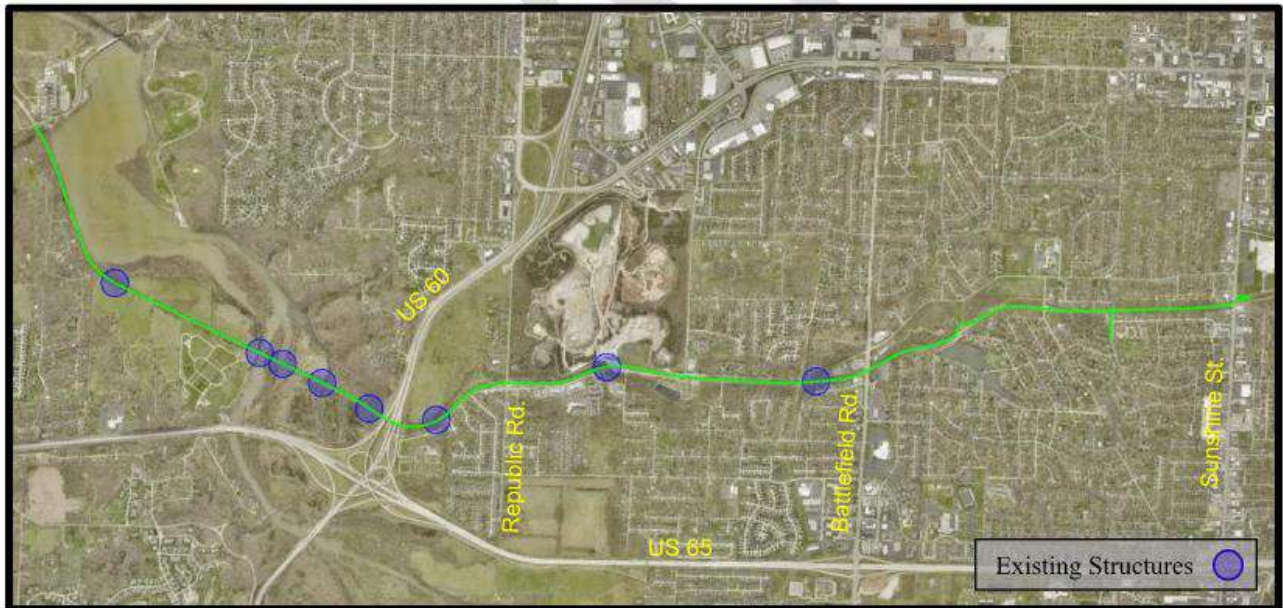 US 60
Republic Rd.
Battlefield Rd.
Sunshine St.
US 65
Existing Structures